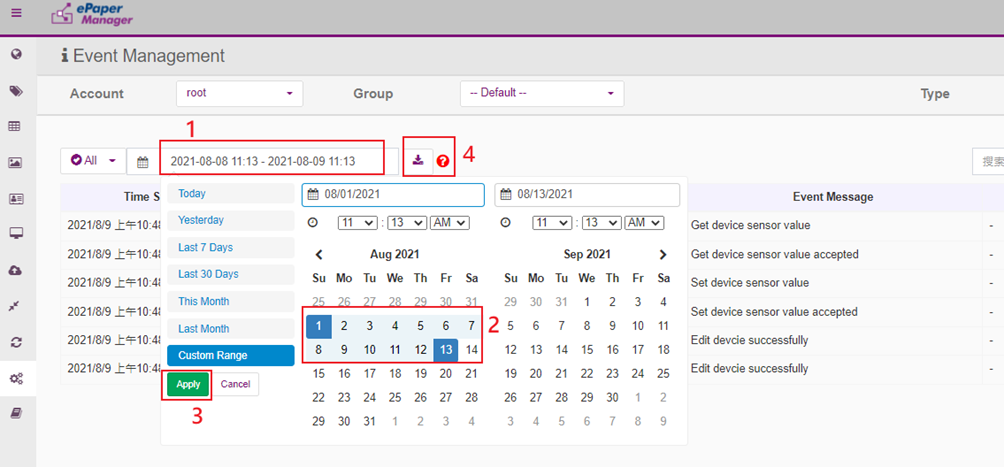 ePaper
Manager
Event Management
Account root Group -- Default -- Type
1
4
All 2021-08-08 11:13 - 2021-08-09 11:13 ? 搜索
Time S Event Message
2021/8/9 上午10:48 Get device sensor value -
2021/8/9 上午10:48 Get device sensor value accepted -
2021/8/9 上午10:48 Set device sensor value -
2021/8/9 上午10:48 Set device sensor value accepted -
2021/8/9 上午10:48 Edit devcie successfully -
2021/8/9 上午10:48 Edit devcie successfully -
Today
Yesterday
Last 7 Days
Last 30 Days
This Month
Last Month
Custom Range
Apply Cancel
3
08/01/2021
11 : 13 AM
Aug 2021
Su Mo Tu We Th Fr Sa
25 26 27 28 29 30 31
1 2 3 4 5 6 7
8 9 10 11 12 13 14
15 16 17 18 19 20 21
22 23 24 25 26 27 28
29 30 31 1 2 3 4
2
08/13/2021
11 : 13 AM
Sep 2021
Su Mo Tu We Th Fr Sa
29 30 31 1 2 3 4
5 6 7 8 9 10 11
12 13 14 15 16 17 18
19 20 21 22 23 24 25
26 27 28 29 30 1 2
3 4 5 6 7 8 9